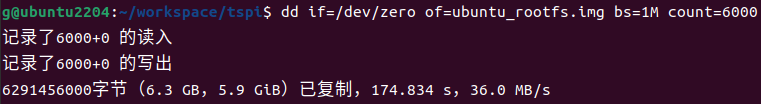 g@ubuntu2204:~/workspace/tspi$ dd if=/dev/zero of=ubuntu_rootfs.img bs=1M count=6000
记录了6000+0 的读入
记录了6000+0 的写出
6291456000字节（6.3 GB，5.9 GiB）已复制，174.834 s，36.0 MB/s